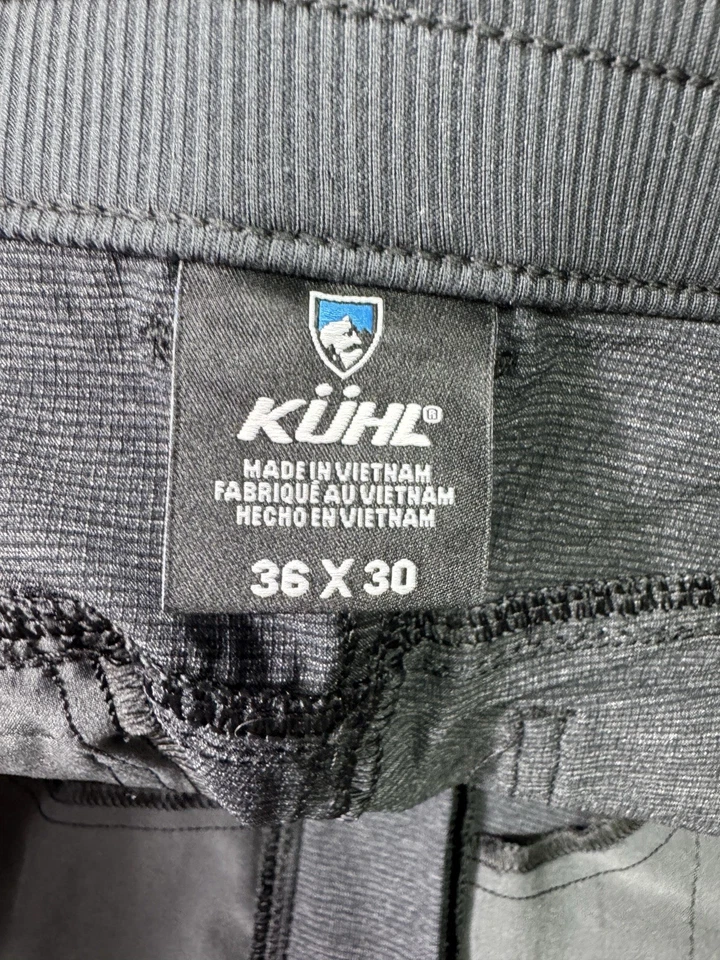 KÜHL®
MADE IN VIETNAM
FABRIQUÉ AU VIETNAM
HECHO EN VIETNAM
36 X 30